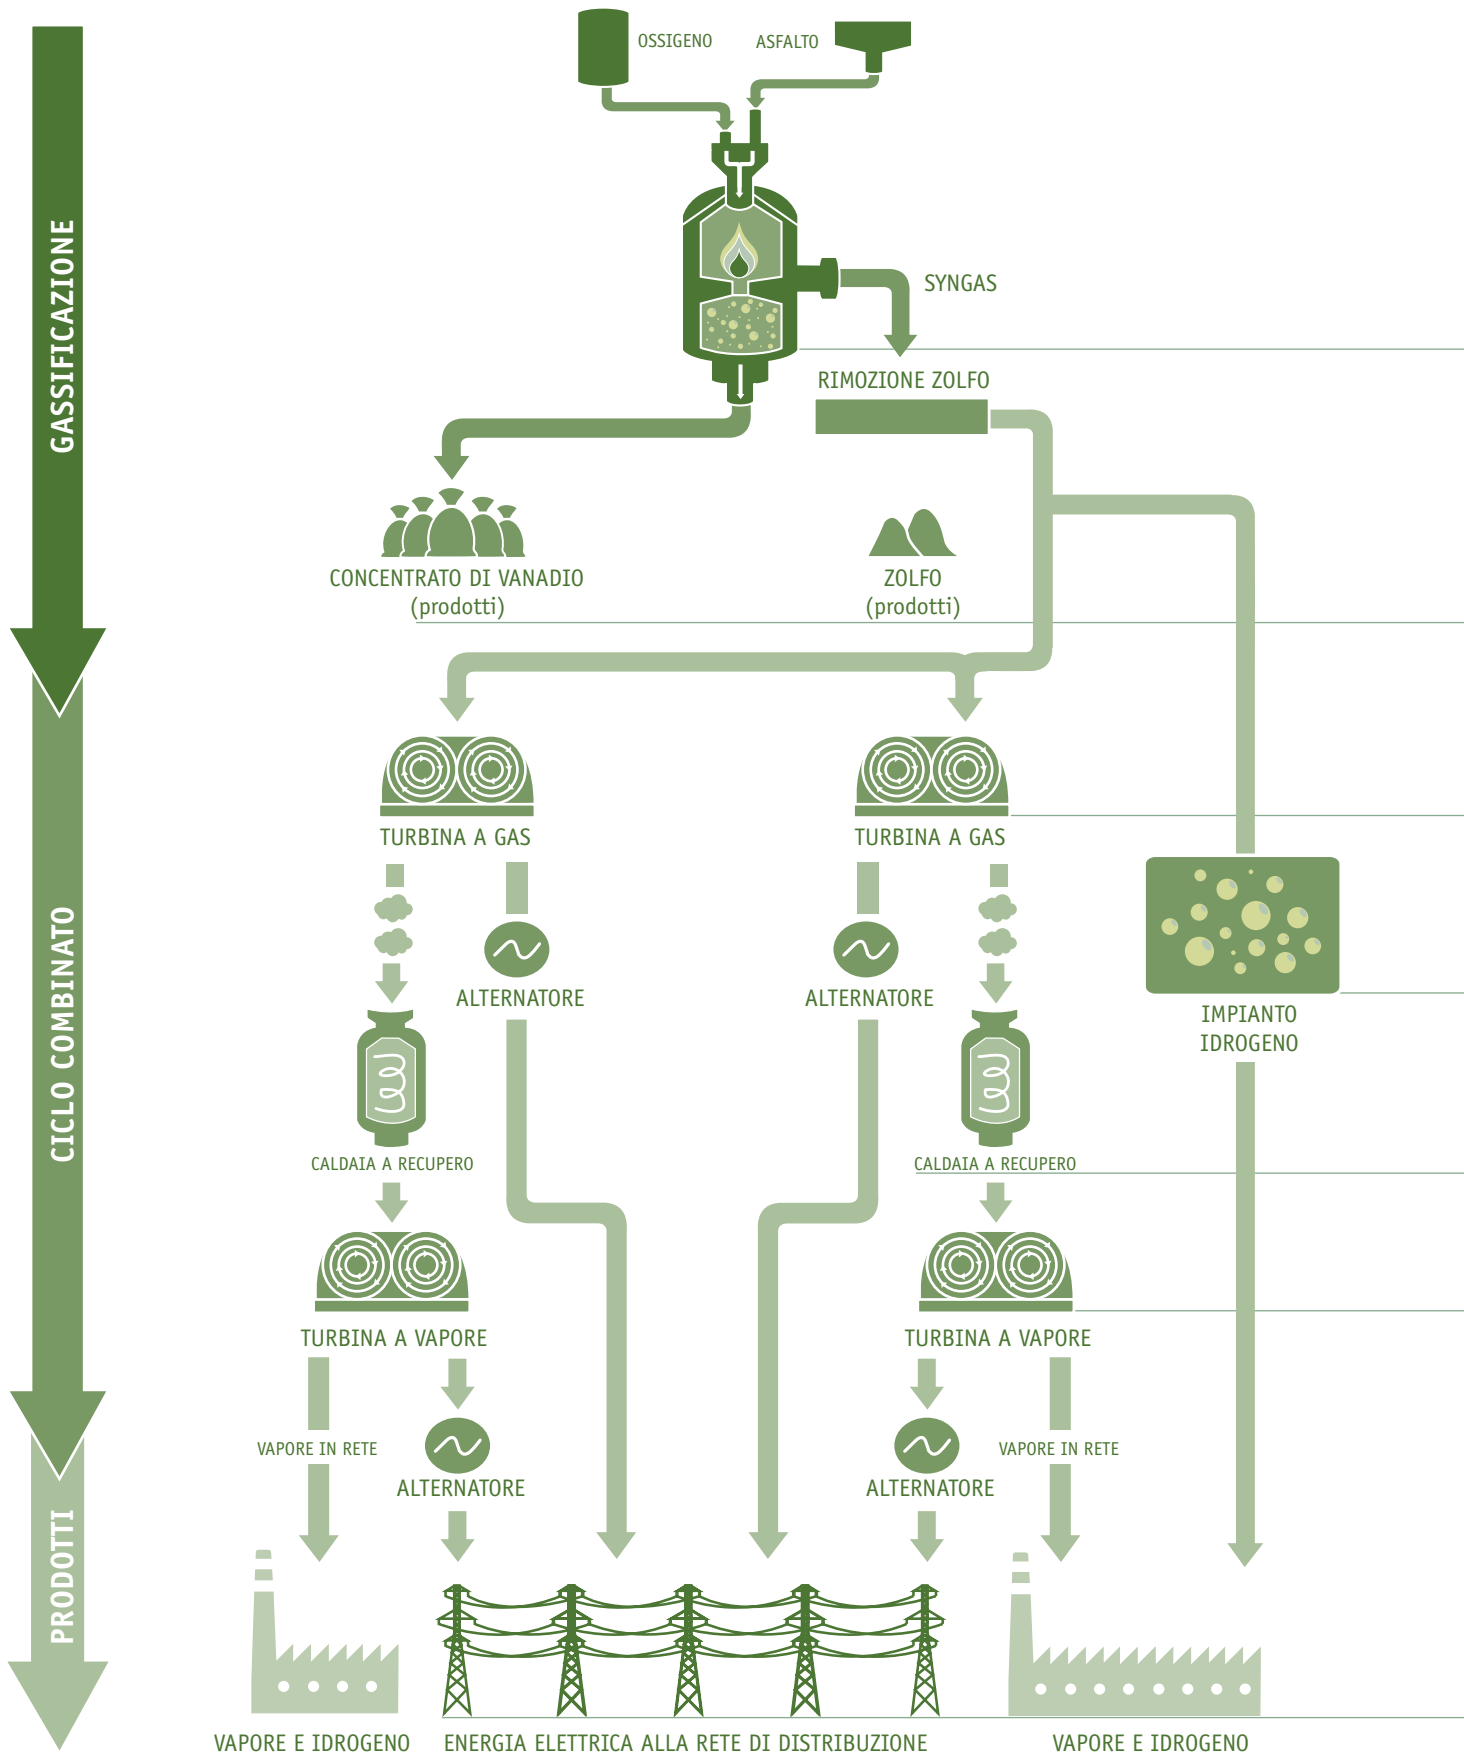 OSSIGENO
ASFALTO
GASSIFICAZIONE
SYNGAS
RIMOZIONE ZOLFO
CONCENTRATO DI VANADIO
(prodotti)
ZOLFO
(prodotti)
CICLO COMBINATO
TURBINA A GAS
TURBINA A GAS
ALTERNATORE
ALTERNATORE
IMPIANTO
IDROGENO
CALDAIA A RECUPERO
CALDAIA A RECUPERO
TURBINA A VAPORE
TURBINA A VAPORE
PRODOTTI
VAPORE IN RETE
VAPORE IN RETE
ALTERNATORE
ALTERNATORE
VAPORE E IDROGENO
ENERGIA ELETTRICA ALLA RETE DI DISTRIBUZIONE
VAPORE E IDROGENO